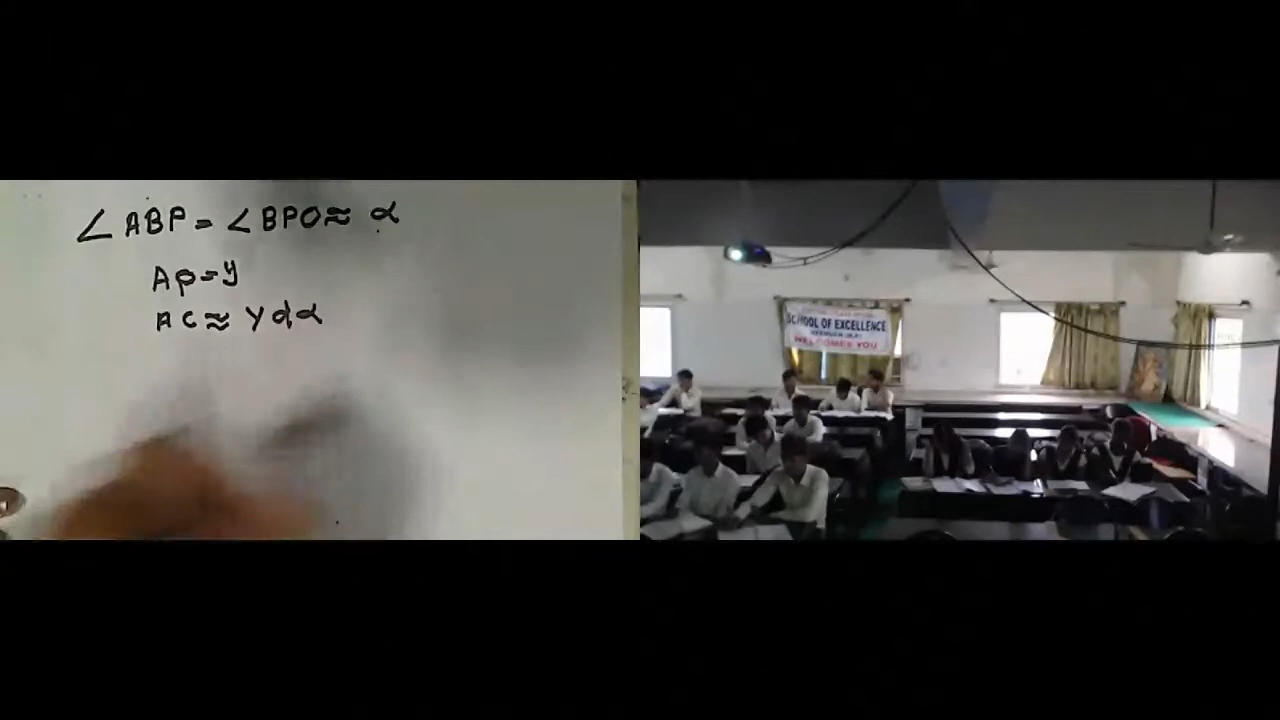 ∠ ABP = ∠ BPO ≈ α
AP = y
AC ≈ y dα
SCHOOL OF EXCELLENCE
WELCOMES YOU